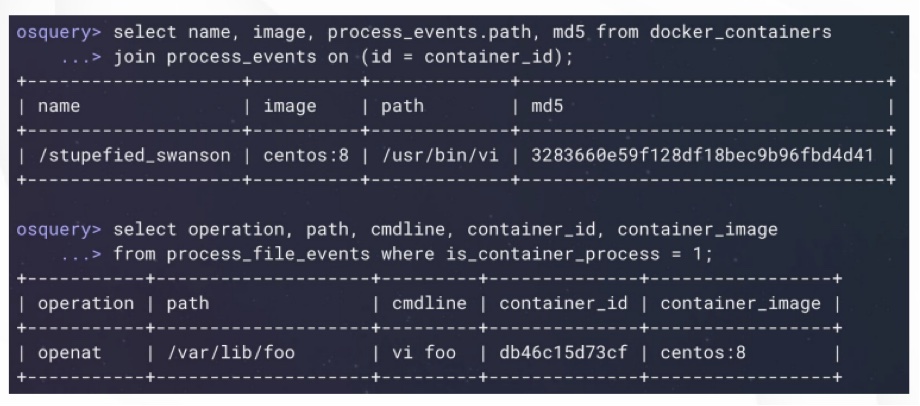 osquery> select name, image, process_events.path, md5 from docker_containers
...> join process_events on (id = container_id);
+--------------------+----------+-------------+----------------------------------+
| name | image | path | md5 |
+--------------------+----------+-------------+----------------------------------+
| /stupefied_swanson | centos:8 | /usr/bin/vi | 3283660e59f128df18bec9b96fbd4d41 |
+--------------------+----------+-------------+----------------------------------+
osquery> select operation, path, cmdline, container_id, container_image
...> from process_file_events where is_container_process = 1;
+-----------+------------------+---------+--------------+-----------------+
| operation | path | cmdline | container_id | container_image |
+-----------+------------------+---------+--------------+-----------------+
| openat | /var/lib/foo | vi foo | db46c15d73cf | centos:8 |
+-----------+------------------+---------+--------------+-----------------+